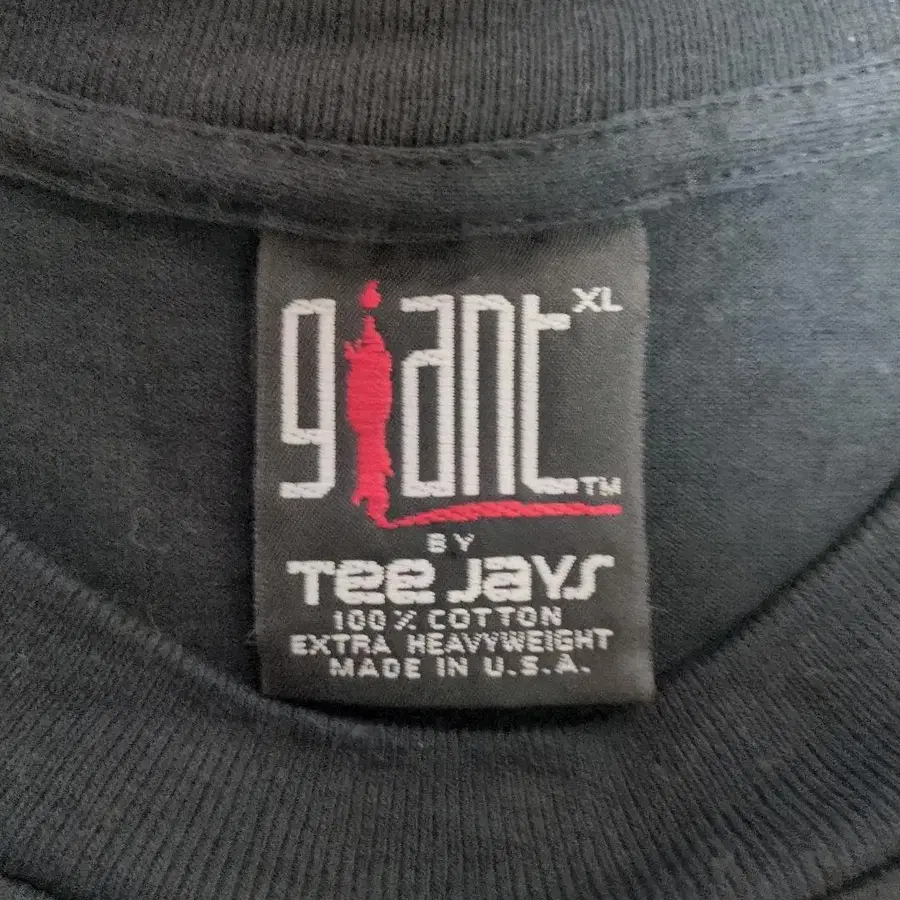 giant XL
TM
BY
Tee Jays
100% COTTON
EXTRA HEAVYWEIGHT
MADE IN U.S.A.